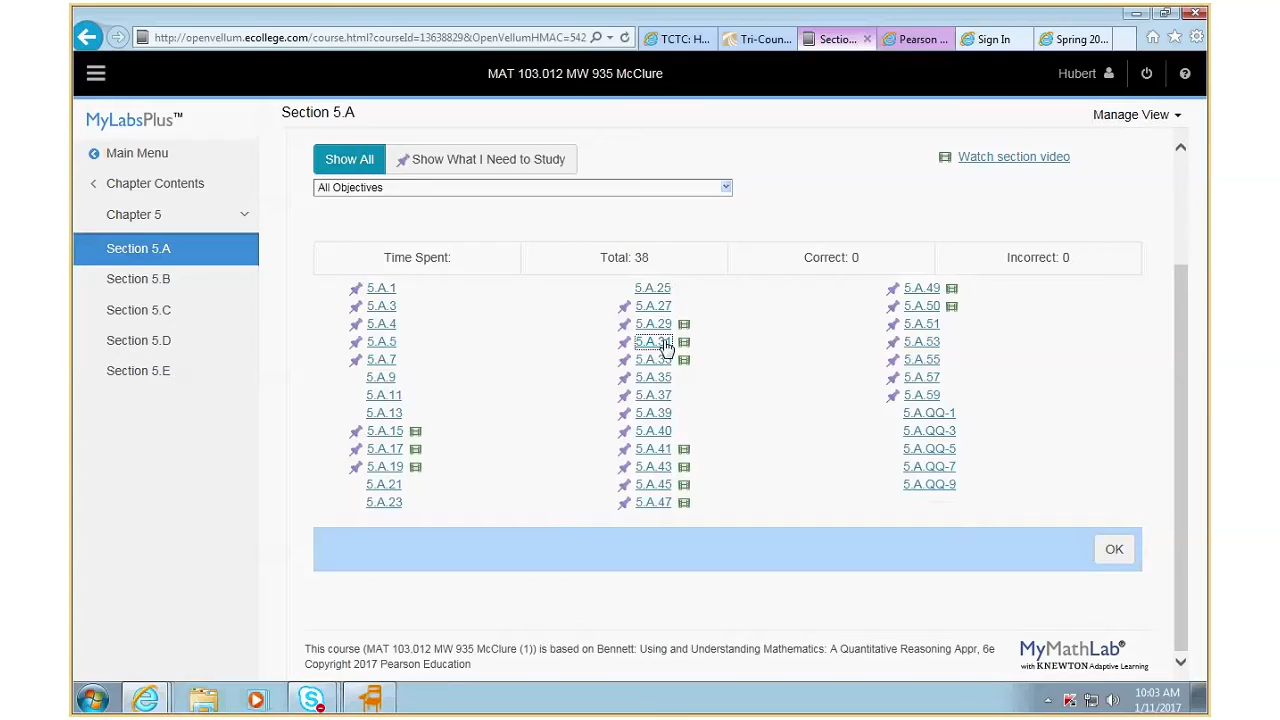 http://openvellum.ecollege.com/course.html?courseId=13638829&OpenVellumHMAC=542
TCTC: H...
Tri-Coun...
Sectio...
Pearson ...
Sign In
Spring 20...
MAT 103.012 MW 935 McClure
Hubert
MyLabsPlus™
Main Menu
Chapter Contents
Chapter 5
Section 5.A
Section 5.B
Section 5.C
Section 5.D
Section 5.E
Section 5.A
Manage View
Show All
Show What I Need to Study
Watch section video
All Objectives
Time Spent:
Total: 38
Correct: 0
Incorrect: 0
5.A.1
5.A.3
5.A.4
5.A.5
5.A.7
5.A.9
5.A.11
5.A.13
5.A.15
5.A.17
5.A.19
5.A.21
5.A.23
5.A.25
5.A.27
5.A.29
5.A.31
5.A.33
5.A.35
5.A.37
5.A.39
5.A.40
5.A.41
5.A.43
5.A.45
5.A.47
5.A.49
5.A.50
5.A.51
5.A.53
5.A.55
5.A.57
5.A.59
5.A.QQ-1
5.A.QQ-3
5.A.QQ-5
5.A.QQ-7
5.A.QQ-9
OK
This course (MAT 103.012 MW 935 McClure (1)) is based on Bennett: Using and Understanding Mathematics: A Quantitative Reasoning Appr, 6e
Copyright 2017 Pearson Education
MyMathLab®
with KNEWTON Adaptive Learning
10:03 AM
1/11/2017